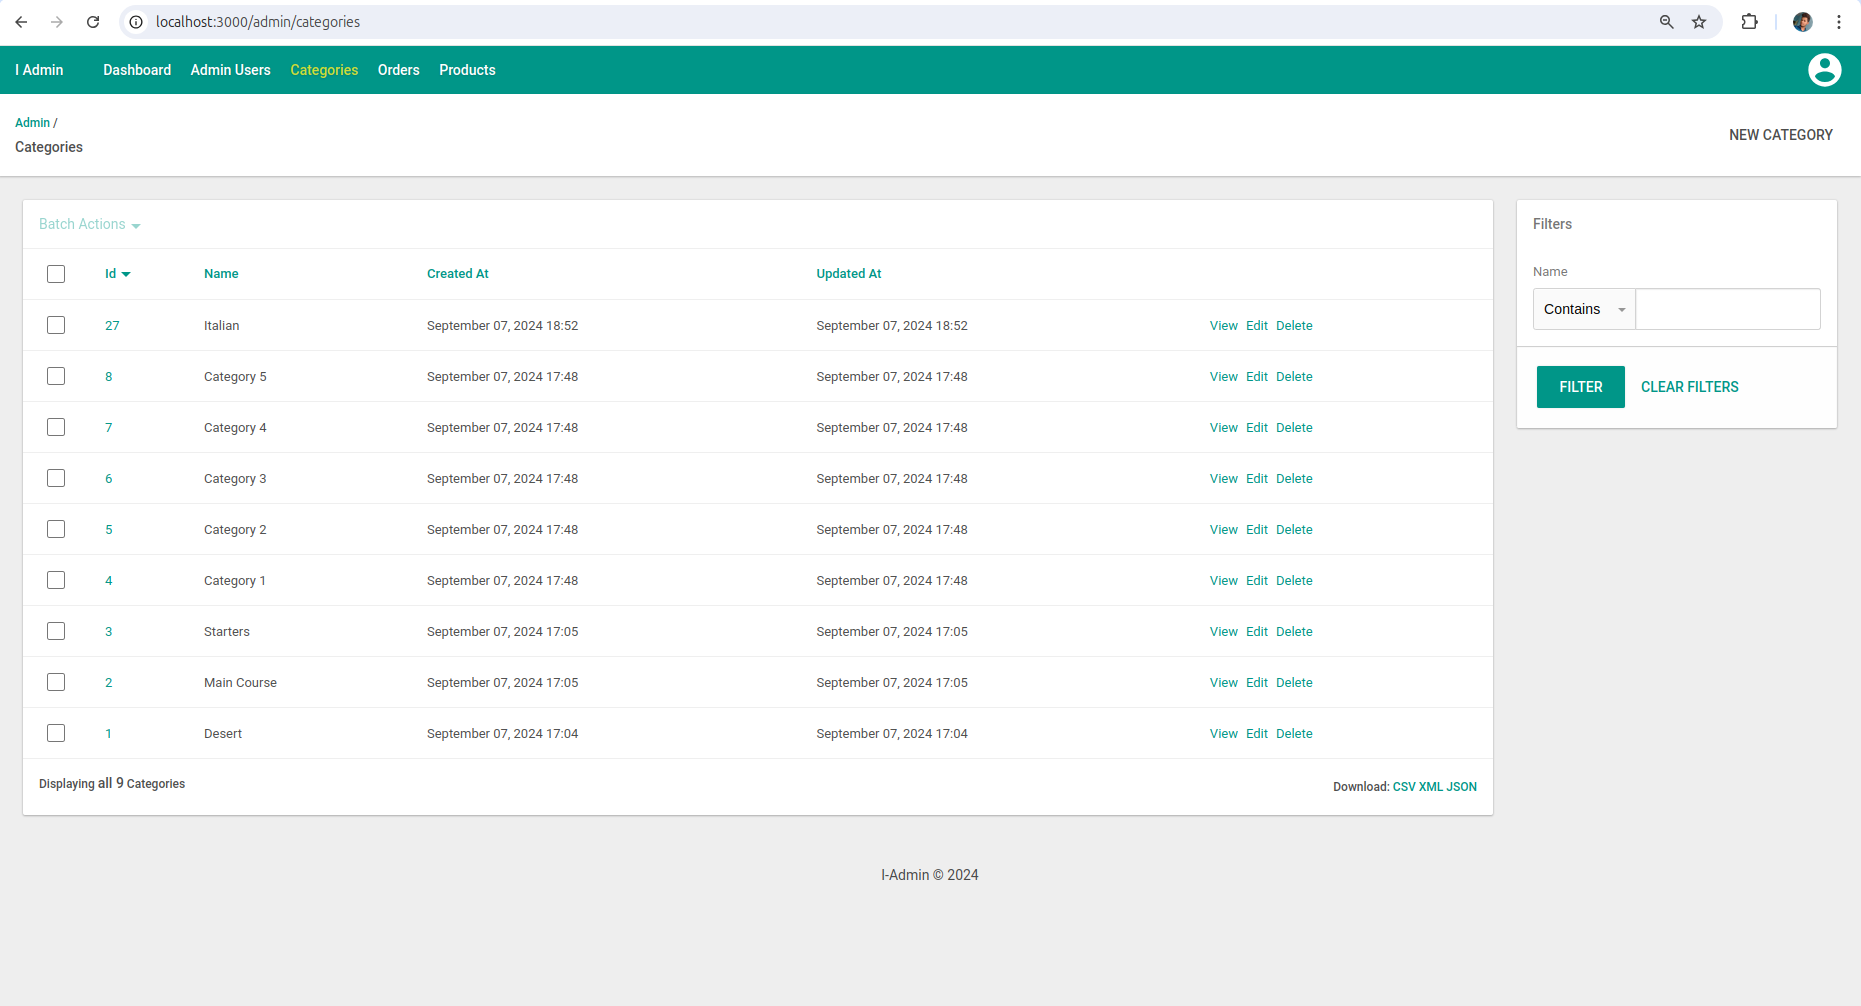 localhost:3000/admin/categories
I Admin Dashboard Admin Users Categories Orders Products
Admin /
Categories
NEW CATEGORY
Batch Actions
Id Name Created At Updated At
27 Italian September 07, 2024 18:52 September 07, 2024 18:52 View Edit Delete
8 Category 5 September 07, 2024 17:48 September 07, 2024 17:48 View Edit Delete
7 Category 4 September 07, 2024 17:48 September 07, 2024 17:48 View Edit Delete
6 Category 3 September 07, 2024 17:48 September 07, 2024 17:48 View Edit Delete
5 Category 2 September 07, 2024 17:48 September 07, 2024 17:48 View Edit Delete
4 Category 1 September 07, 2024 17:48 September 07, 2024 17:48 View Edit Delete
3 Starters September 07, 2024 17:05 September 07, 2024 17:05 View Edit Delete
2 Main Course September 07, 2024 17:05 September 07, 2024 17:05 View Edit Delete
1 Desert September 07, 2024 17:04 September 07, 2024 17:04 View Edit Delete
Displaying all 9 Categories
Download: CSV XML JSON
Filters
Name
Contains
FILTER CLEAR FILTERS
I-Admin © 2024